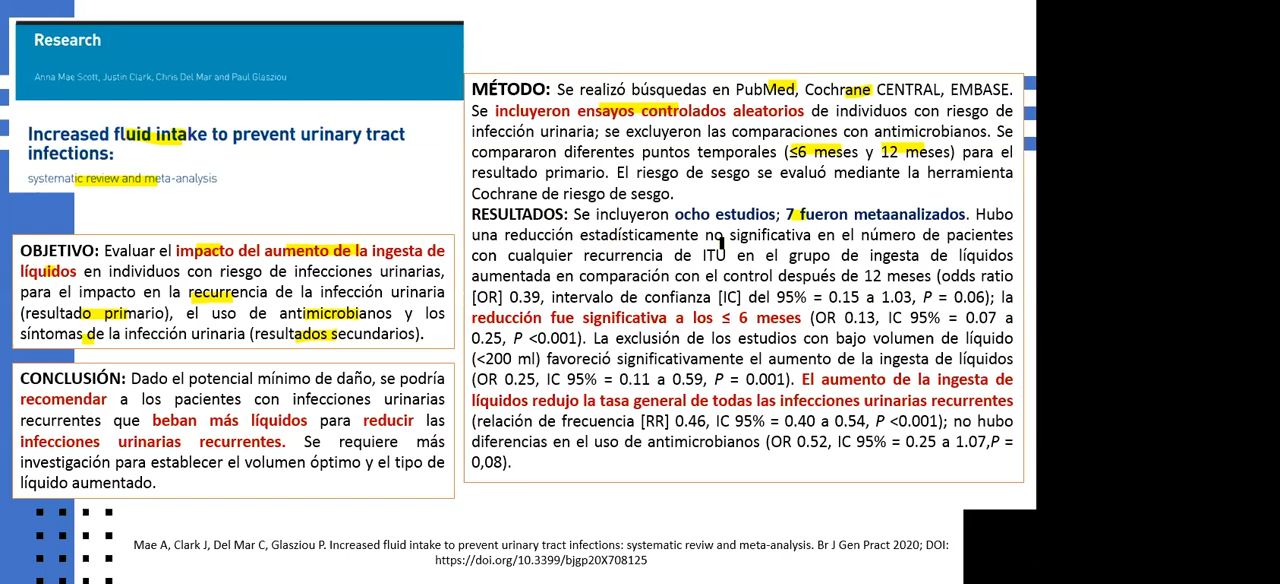 Research
Anna Mae Scott, Justin Clark, Chris Del Mar and Paul Glasziou
Increased fluid intake to prevent urinary tract
infections:
systematic review and meta-analysis
OBJETIVO: Evaluar el impacto del aumento de la ingesta de
líquidos en individuos con riesgo de infecciones urinarias,
para el impacto en la recurrencia de la infección urinaria
(resultado primario), el uso de antimicrobianos y los
síntomas de la infección urinaria (resultados secundarios).
CONCLUSIÓN: Dado el potencial mínimo de daño, se podría
recomendar a los pacientes con infecciones urinarias
recurrentes que beban más líquidos para reducir las
infecciones urinarias recurrentes. Se requiere más
investigación para establecer el volumen óptimo y el tipo de
líquido aumentado.
MÉTODO: Se realizó búsquedas en PubMed, Cochrane CENTRAL, EMBASE.
Se incluyeron ensayos controlados aleatorios de individuos con riesgo de
infección urinaria; se excluyeron las comparaciones con antimicrobianos. Se
compararon diferentes puntos temporales (≤6 meses y 12 meses) para el
resultado primario. El riesgo de sesgo se evaluó mediante la herramienta
Cochrane de riesgo de sesgo.
RESULTADOS: Se incluyeron ocho estudios; 7 fueron metaanalizados. Hubo
una reducción estadísticamente no significativa en el número de pacientes
con cualquier recurrencia de ITU en el grupo de ingesta de líquidos
aumentada en comparación con el control después de 12 meses (odds ratio
[OR] 0.39, intervalo de confianza [IC] del 95% = 0.15 a 1.03, P = 0.06); la
reducción fue significativa a los ≤ 6 meses (OR 0.13, IC 95% = 0.07 a
0.25, P <0.001). La exclusión de los estudios con bajo volumen de líquido
(<200 ml) favoreció significativamente el aumento de la ingesta de líquidos
(OR 0.25, IC 95% = 0.11 a 0.59, P = 0.001). El aumento de la ingesta de
líquidos redujo la tasa general de todas las infecciones urinarias recurrentes
(relación de frecuencia [RR] 0.46, IC 95% = 0.40 a 0.54, P <0.001); no hubo
diferencias en el uso de antimicrobianos (OR 0.52, IC 95% = 0.25 a 1.07,P =
0,08).
Mae A, Clark J, Del Mar C, Glasziou P. Increased fluid intake to prevent urinary tract infections: systematic reviw and meta-analysis. Br J Gen Pract 2020; DOI:
https://doi.org/10.3399/bjgp20X708125